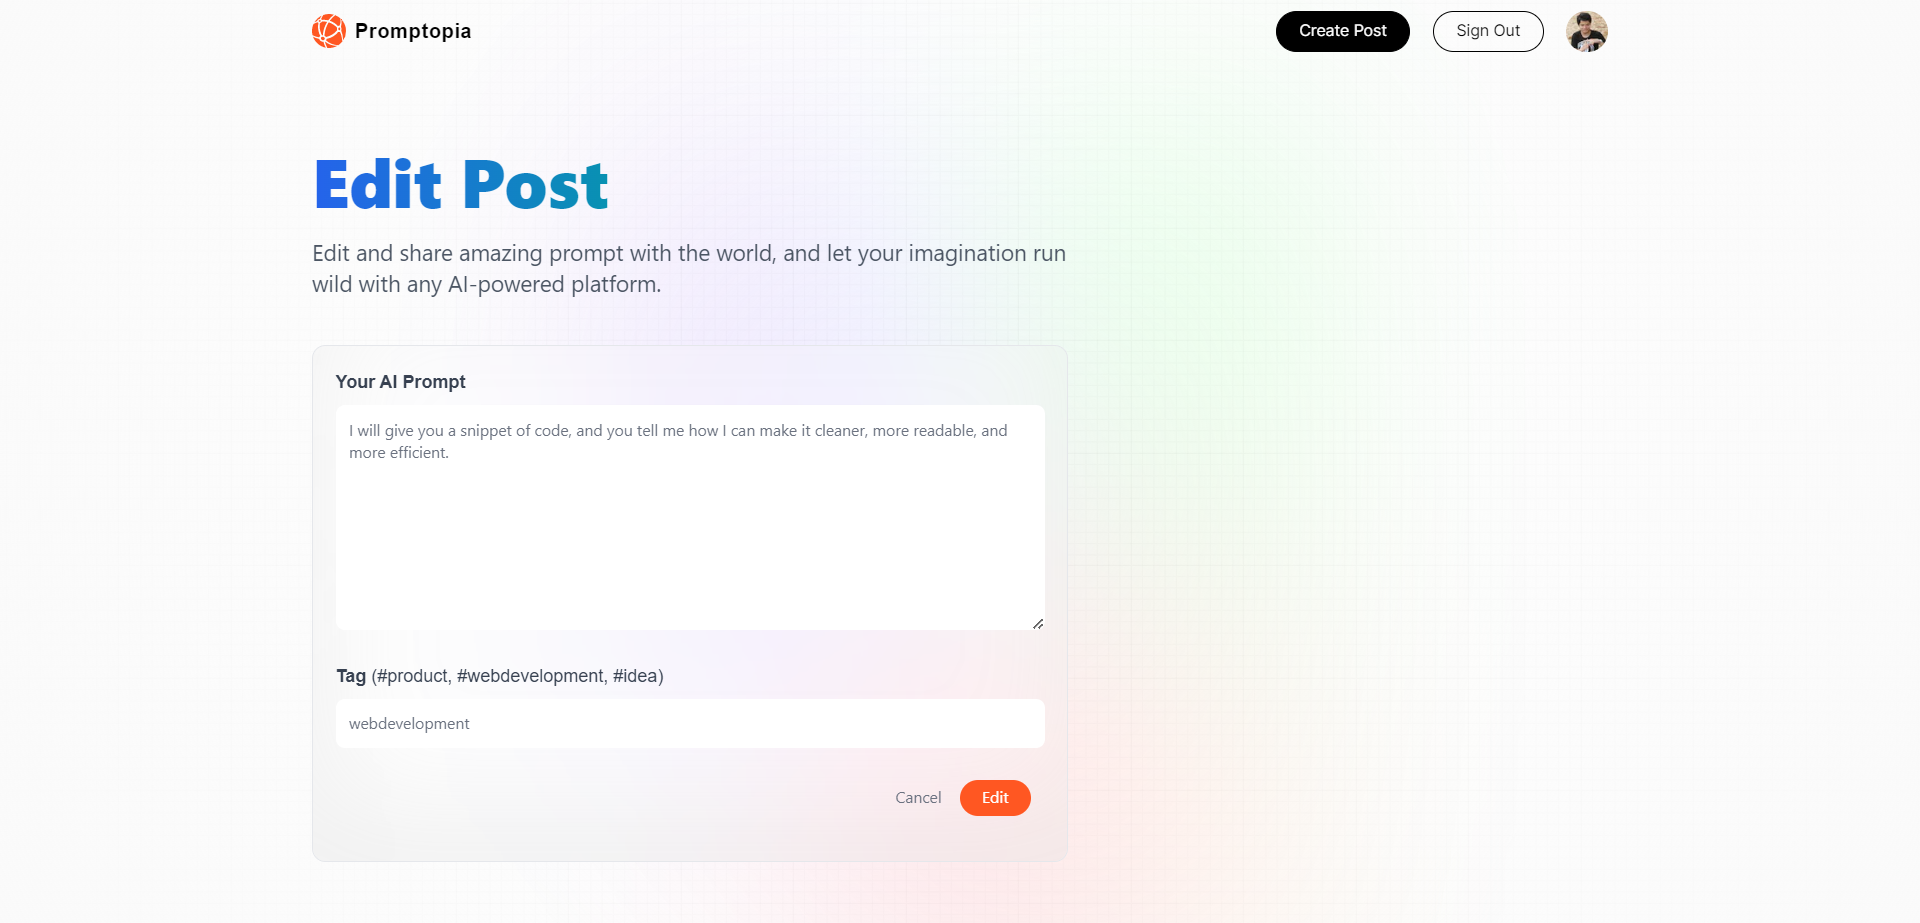 Promptopia
Create Post
Sign Out
Edit Post
Edit and share amazing prompt with the world, and let your imagination run
wild with any AI-powered platform.
Your AI Prompt
I will give you a snippet of code, and you tell me how I can make it cleaner, more readable, and
more efficient.
Tag (#product, #webdevelopment, #idea)
webdevelopment
Cancel
Edit